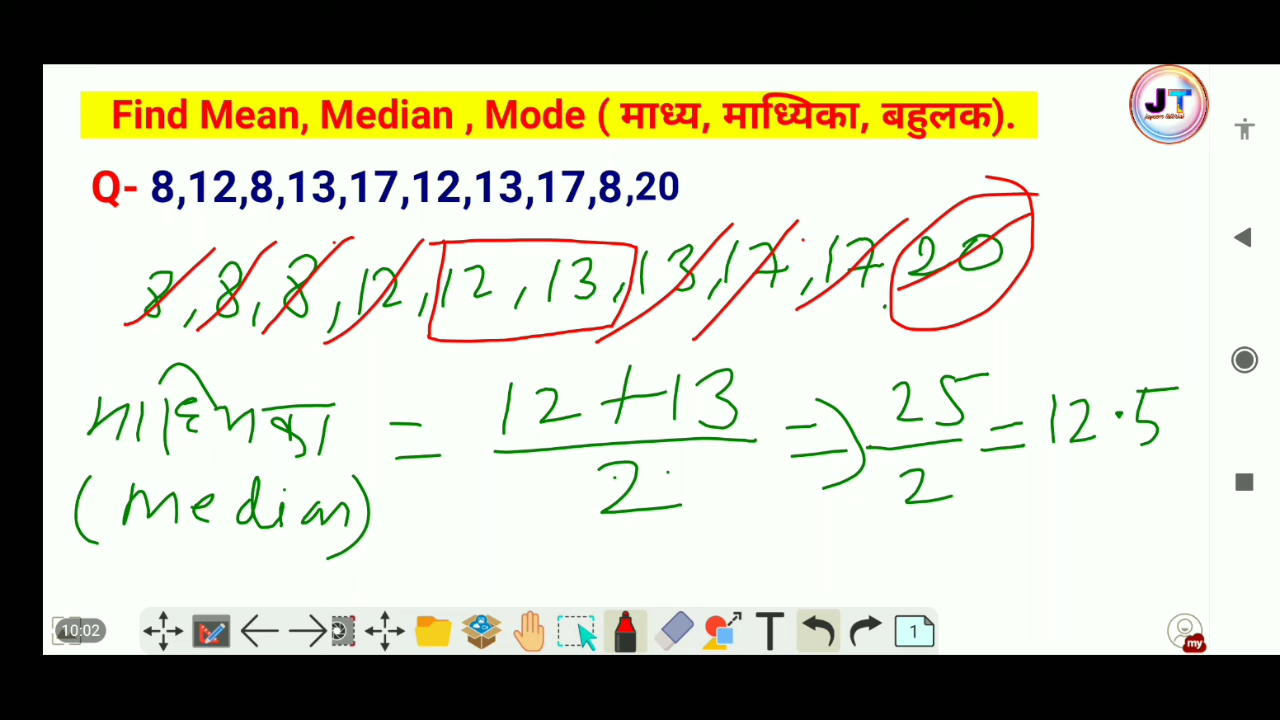 Find Mean, Median , Mode ( माध्य, माध्यिका, बहुलक).
JT
Q- 8,12,8,13,17,12,13,17,8,20
8,8,8,12,12,13,13,17,17,20
माध्यिका = 12+13/2 => 25/2 = 12.5
(Median)
10:02
1
T
my